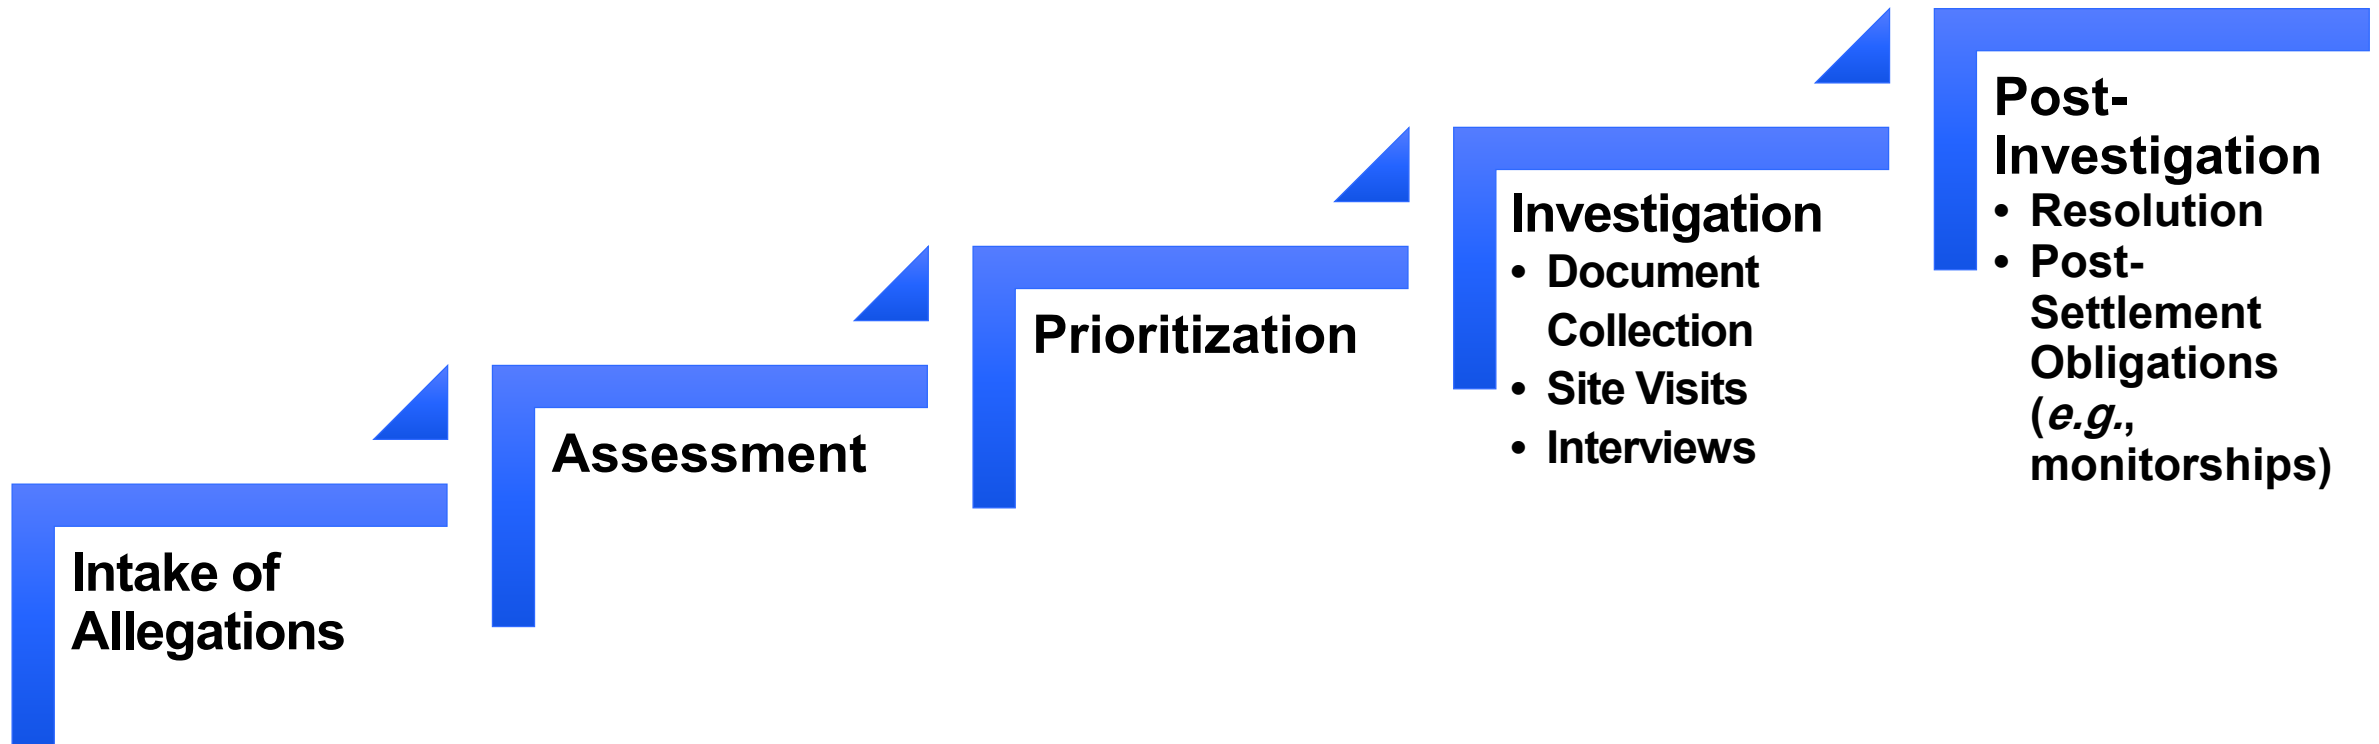 Intake of
Allegations
Assessment
Prioritization
Investigation
• Document
Collection
• Site Visits
• Interviews
Post-
Investigation
• Resolution
• Post-
Settlement
Obligations
(e.g.,
monitorships)